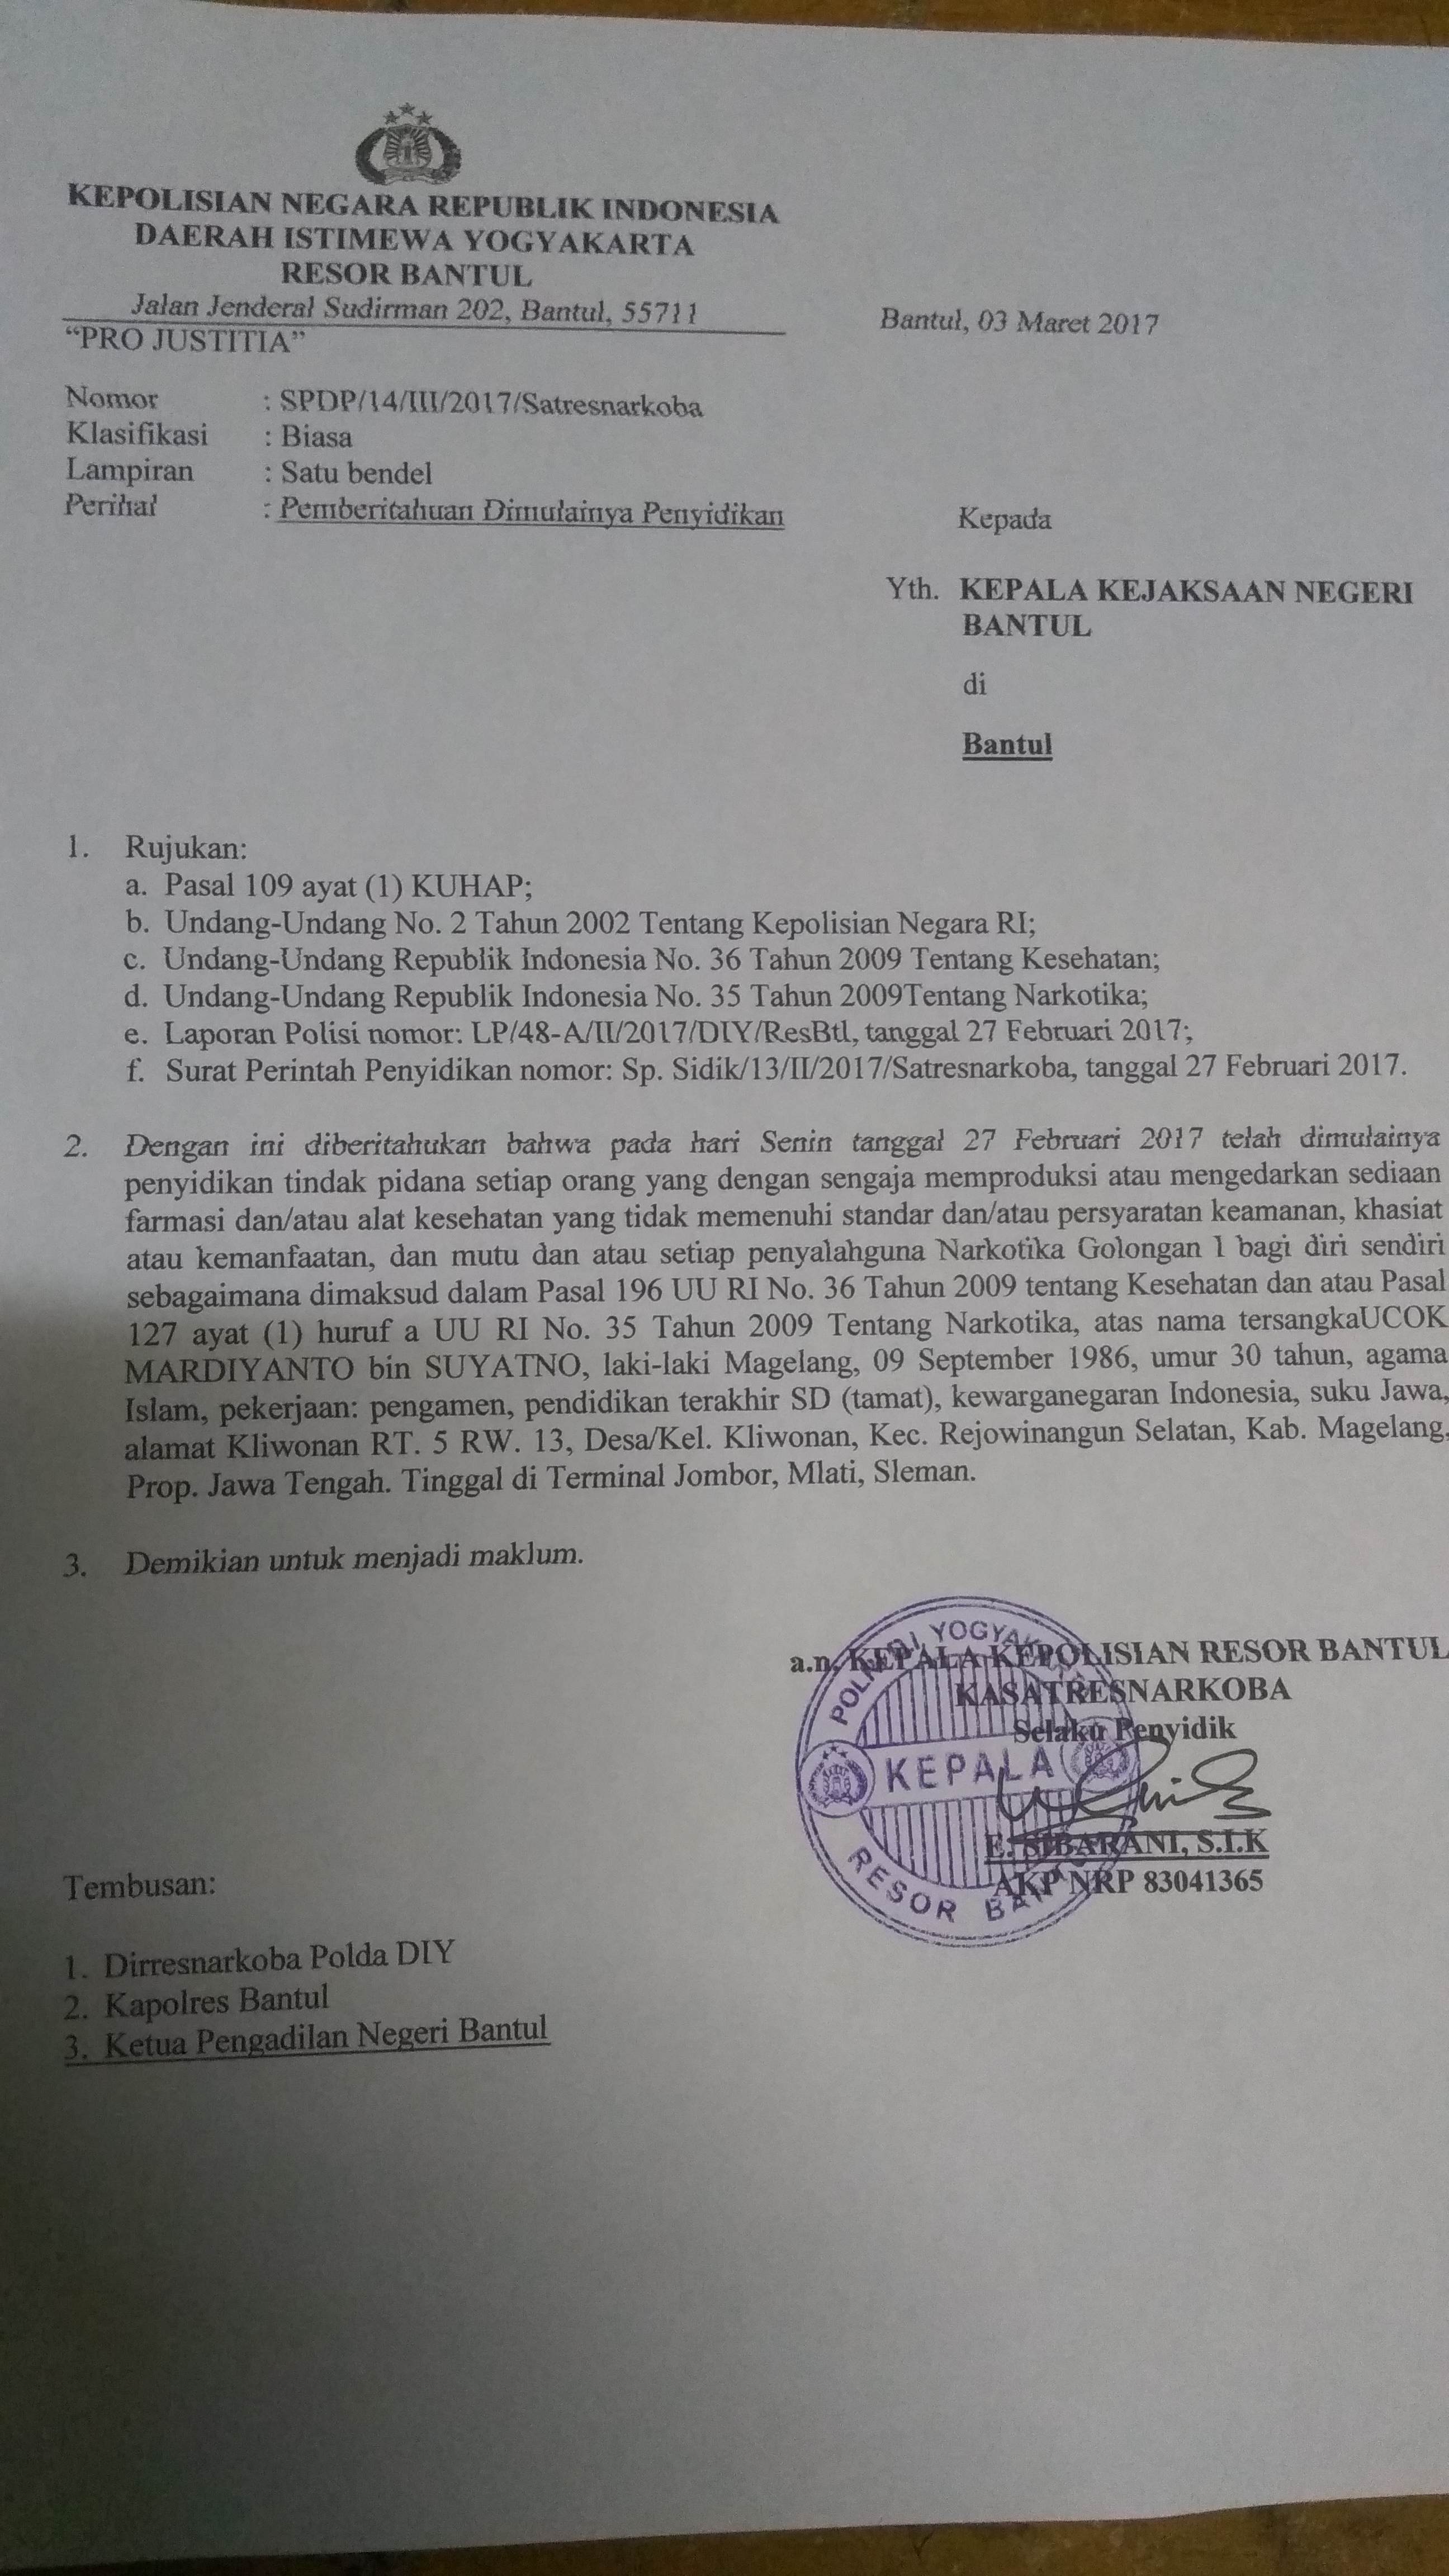 KEPOLISIAN NEGARA REPUBLIK INDONESIA
DAERAH ISTIMEWA YOGYAKARTA
RESOR BANTUL
Jalan Jenderal Sudirman 202, Bantul, 55711
“PRO JUSTITIA”
Bantul, 03 Maret 2017
Nomor : SPDP/14/III/2017/Satresnarkoba
Klasifikasi : Biasa
Lampiran : Satu bendel
Perihal : Pemberitahuan Dimulainya Penyidikan
Kepada
Yth. KEPALA KEJAKSAAN NEGERI
BANTUL
di
Bantul
1. Rujukan:
a. Pasal 109 ayat (1) KUHAP;
b. Undang-Undang No. 2 Tahun 2002 Tentang Kepolisian Negara RI;
c. Undang-Undang Republik Indonesia No. 36 Tahun 2009 Tentang Kesehatan;
d. Undang-Undang Republik Indonesia No. 35 Tahun 2009Tentang Narkotika;
e. Laporan Polisi nomor: LP/48-A/II/2017/DIY/ResBtl, tanggal 27 Februari 2017;
f. Surat Perintah Penyidikan nomor: Sp. Sidik/13/II/2017/Satresnarkoba, tanggal 27 Februari 2017.
2. Dengan ini diberitahukan bahwa pada hari Senin tanggal 27 Februari 2017 telah dimulainya
penyidikan tindak pidana setiap orang yang dengan sengaja memproduksi atau mengedarkan sediaan
farmasi dan/atau alat kesehatan yang tidak memenuhi standar dan/atau persyaratan keamanan, khasiat
atau kemanfaatan, dan mutu dan atau setiap penyalahguna Narkotika Golongan 1 bagi diri sendiri
sebagaimana dimaksud dalam Pasal 196 UU RI No. 36 Tahun 2009 tentang Kesehatan dan atau Pasal
127 ayat (1) huruf a UU RI No. 35 Tahun 2009 Tentang Narkotika, atas nama tersangkaUCOK
MARDIYANTO bin SUYATNO, laki-laki Magelang, 09 September 1986, umur 30 tahun, agama
Islam, pekerjaan: pengamen, pendidikan terakhir SD (tamat), kewarganegaran Indonesia, suku Jawa,
alamat Kliwonan RT. 5 RW. 13, Desa/Kel. Kliwonan, Kec. Rejowinangun Selatan, Kab. Magelang,
Prop. Jawa Tengah. Tinggal di Terminal Jombor, Mlati, Sleman.
3. Demikian untuk menjadi maklum.
a.n. KEPALA KEPOLISIAN RESOR BANTUL
KASATRESNARKOBA
Selaku Penyidik
KEPALA
RESOR
E. SIBARANI, S.I.K
AKP NRP 83041365
Tembusan:
1. Dirresnarkoba Polda DIY
2. Kapolres Bantul
3. Ketua Pengadilan Negeri Bantul